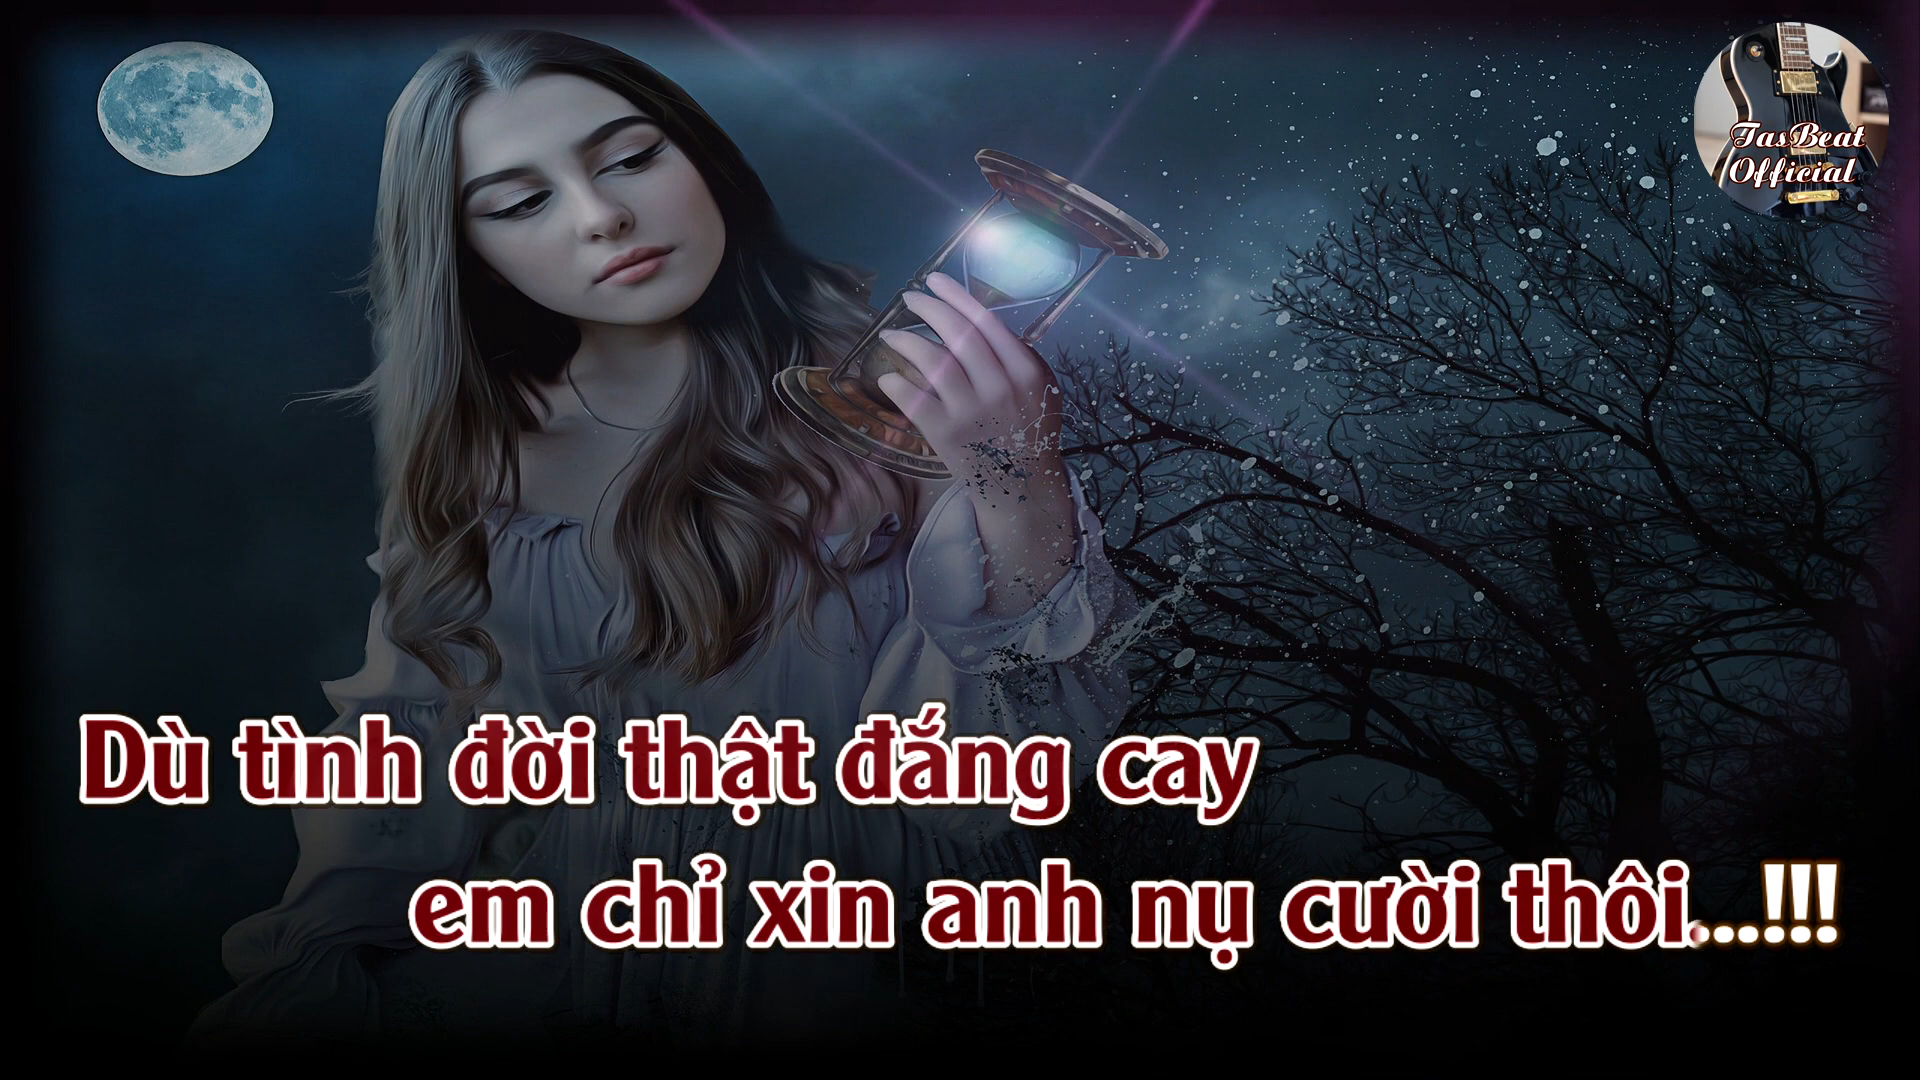 TasBeat
Official
Dù tình đời thật đắng cay
em chỉ xin anh nụ cười thôi...!!!